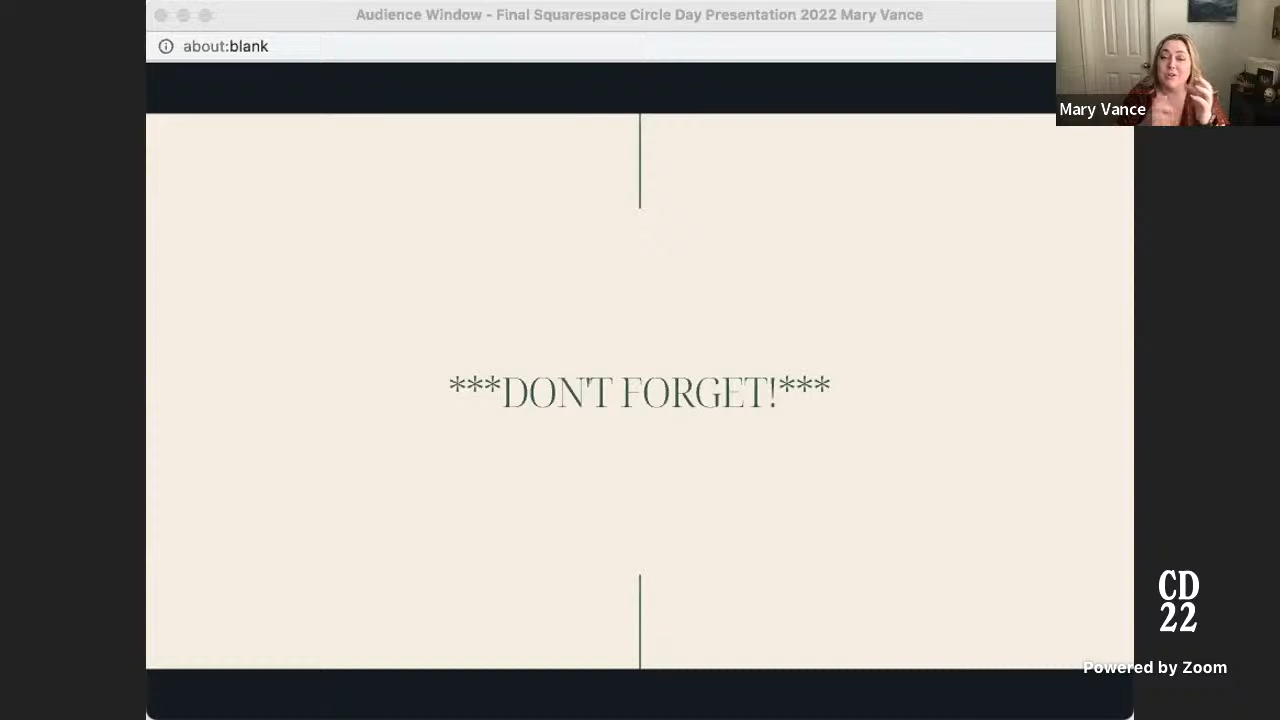 Audience Window - Final Squarespace Circle Day Presentation 2022 Mary Vance
about:blank
Mary Vance
***DON'T FORGET!***
CD
22
Powered by Zoom